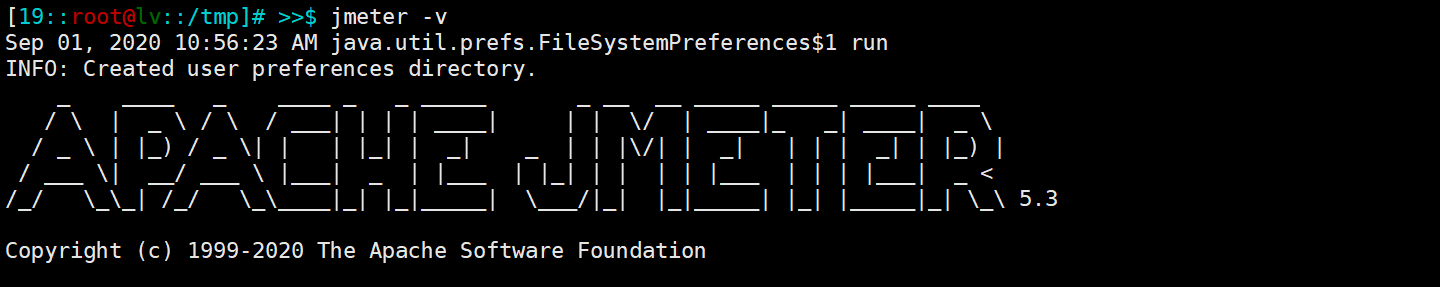 [19::root@lv::/tmp]# >>$ jmeter -v
Sep 01, 2020 10:56:23 AM java.util.prefs.FileSystemPreferences$1 run
INFO: Created user preferences directory.
APACHE JMETER 5.3
Copyright (c) 1999-2020 The Apache Software Foundation